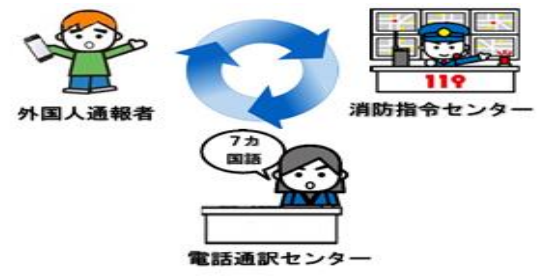 119
外国人通報者
消防指令センター
7カ
国語
電話通訳センター